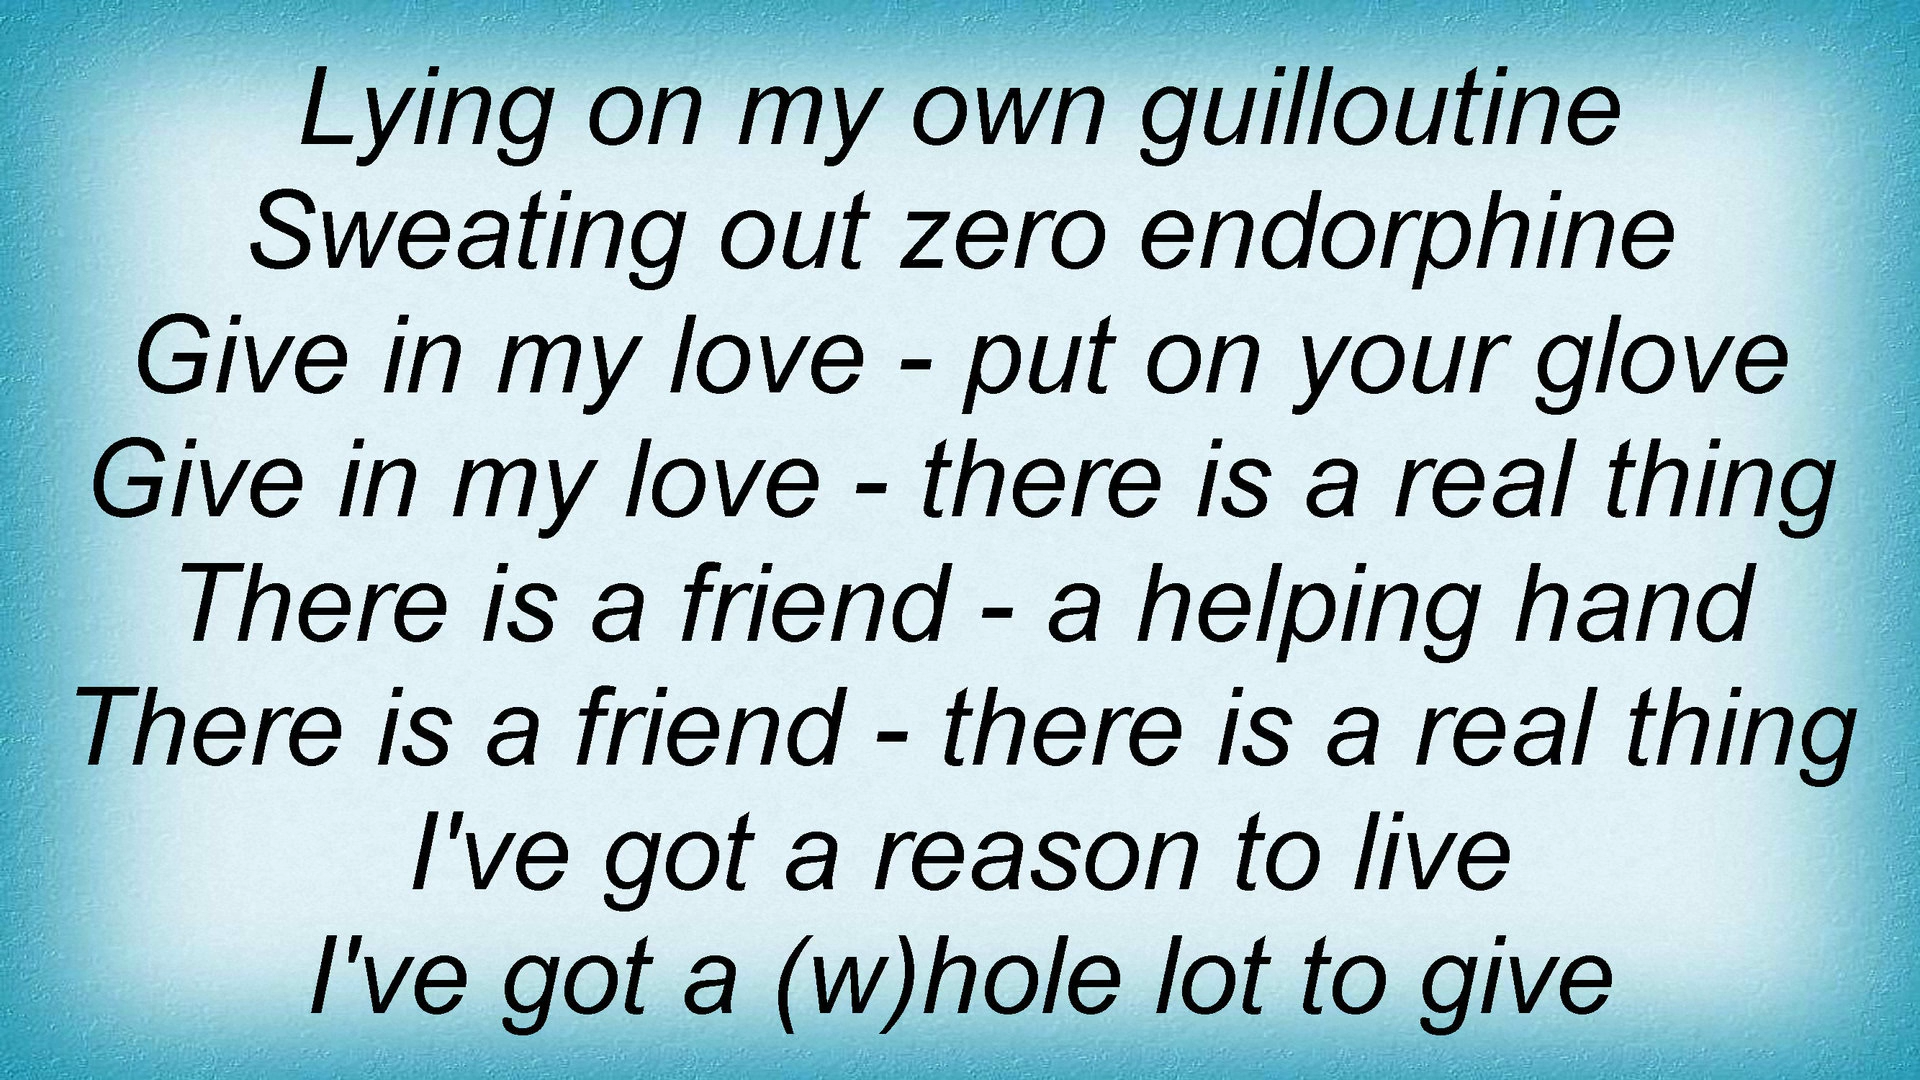 Lying on my own guilloutine
Sweating out zero endorphine
Give in my love - put on your glove
Give in my love - there is a real thing
There is a friend - a helping hand
There is a friend - there is a real thing
I've got a reason to live
I've got a (w)hole lot to give